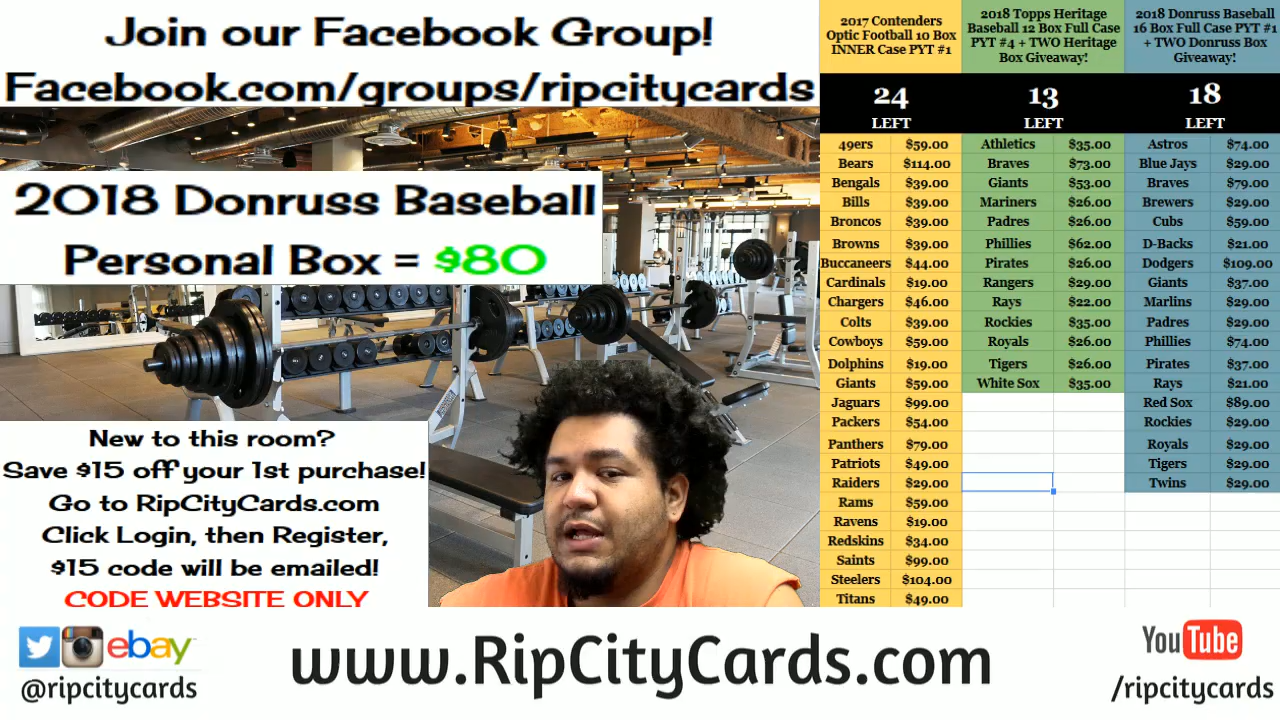 Join our Facebook Group!
Facebook.com/groups/ripcitycards
2018 Donruss Baseball
Personal Box = $80
New to this room?
Save $15 off your 1st purchase!
Go to RipCityCards.com
Click Login, then Register,
$15 code will be emailed!
CODE WEBSITE ONLY
2017 Contenders
Optic Football 10 Box
INNER Case PYT #1
24
LEFT
49ers $59.00
Bears $114.00
Bengals $39.00
Bills $39.00
Broncos $39.00
Browns $39.00
Buccaneers $44.00
Cardinals $19.00
Chargers $46.00
Colts $39.00
Cowboys $59.00
Dolphins $19.00
Giants $59.00
Jaguars $99.00
Packers $54.00
Panthers $79.00
Patriots $49.00
Raiders $29.00
Rams $59.00
Ravens $19.00
Redskins $34.00
Saints $99.00
Steelers $104.00
Titans $49.00
2018 Topps Heritage
Baseball 12 Box Full Case
PYT #4 + TWO Heritage
Box Giveaway!
13
LEFT
Athletics $35.00
Braves $73.00
Giants $53.00
Mariners $26.00
Padres $26.00
Phillies $62.00
Pirates $26.00
Rangers $29.00
Rays $22.00
Rockies $35.00
Royals $26.00
Tigers $26.00
White Sox $35.00
2018 Donruss Baseball
16 Box Full Case PYT #1
+ TWO Donruss Box
Giveaway!
18
LEFT
Astros $74.00
Blue Jays $29.00
Braves $79.00
Brewers $29.00
Cubs $59.00
D-Backs $21.00
Dodgers $109.00
Giants $37.00
Marlins $29.00
Padres $29.00
Phillies $74.00
Pirates $37.00
Rays $21.00
Red Sox $89.00
Rockies $29.00
Royals $29.00
Tigers $29.00
Twins $29.00
ebay
@ripcitycards
www.RipCityCards.com
YouTube
/ripcitycards